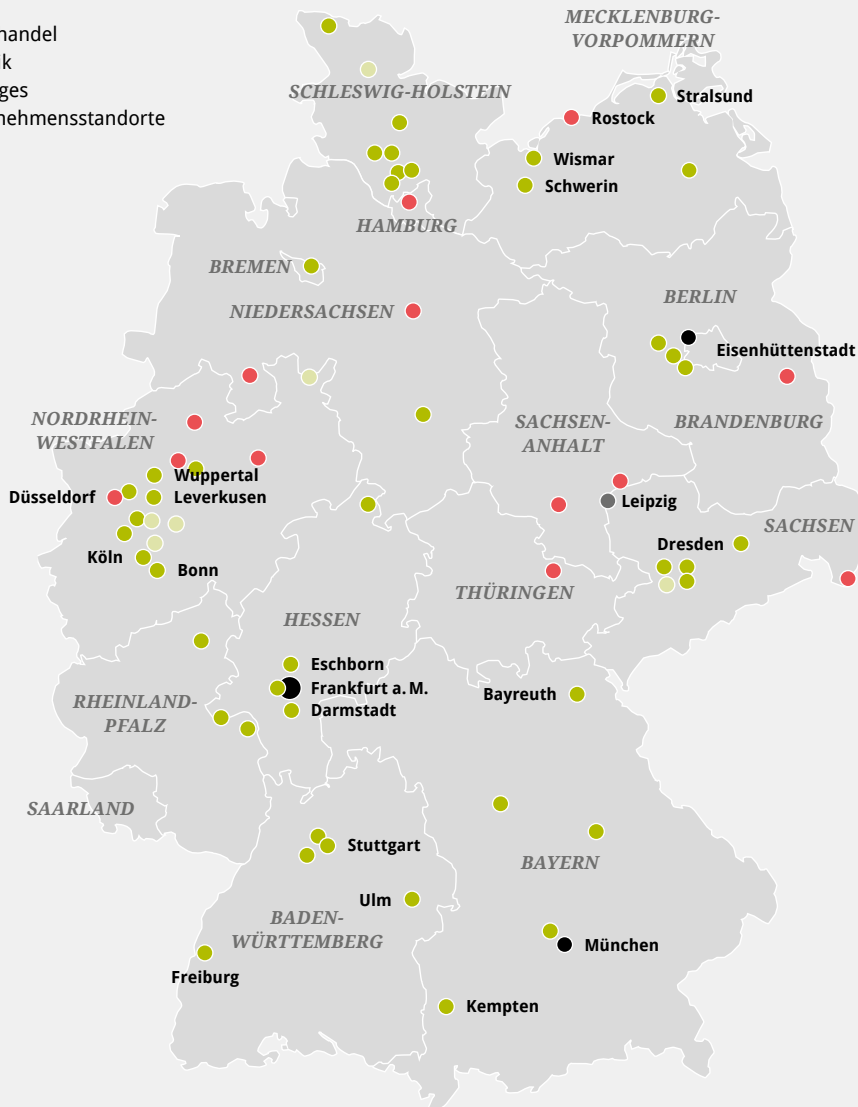 handel
ik
ges
nehmensstandorte
MECKLENBURG-
VORPOMMERN
SCHLESWIG-HOLSTEIN
Stralsund
Rostock
Wismar
Schwerin
HAMBURG
BREMEN
NIEDERSACHSEN
BERLIN
Eisenhüttenstadt
NORDRHEIN-
WESTFALEN
SACHSEN-
ANHALT
BRANDENBURG
Wuppertal
Düsseldorf
Leverkusen
Leipzig
SACHSEN
Köln
Dresden
Bonn
THÜRINGEN
HESSEN
Eschborn
Frankfurt a. M.
Darmstadt
Bayreuth
RHEINLAND-
PFALZ
SAARLAND
Stuttgart
BAYERN
Ulm
BADEN-
WÜRTTEMBERG
München
Freiburg
Kempten